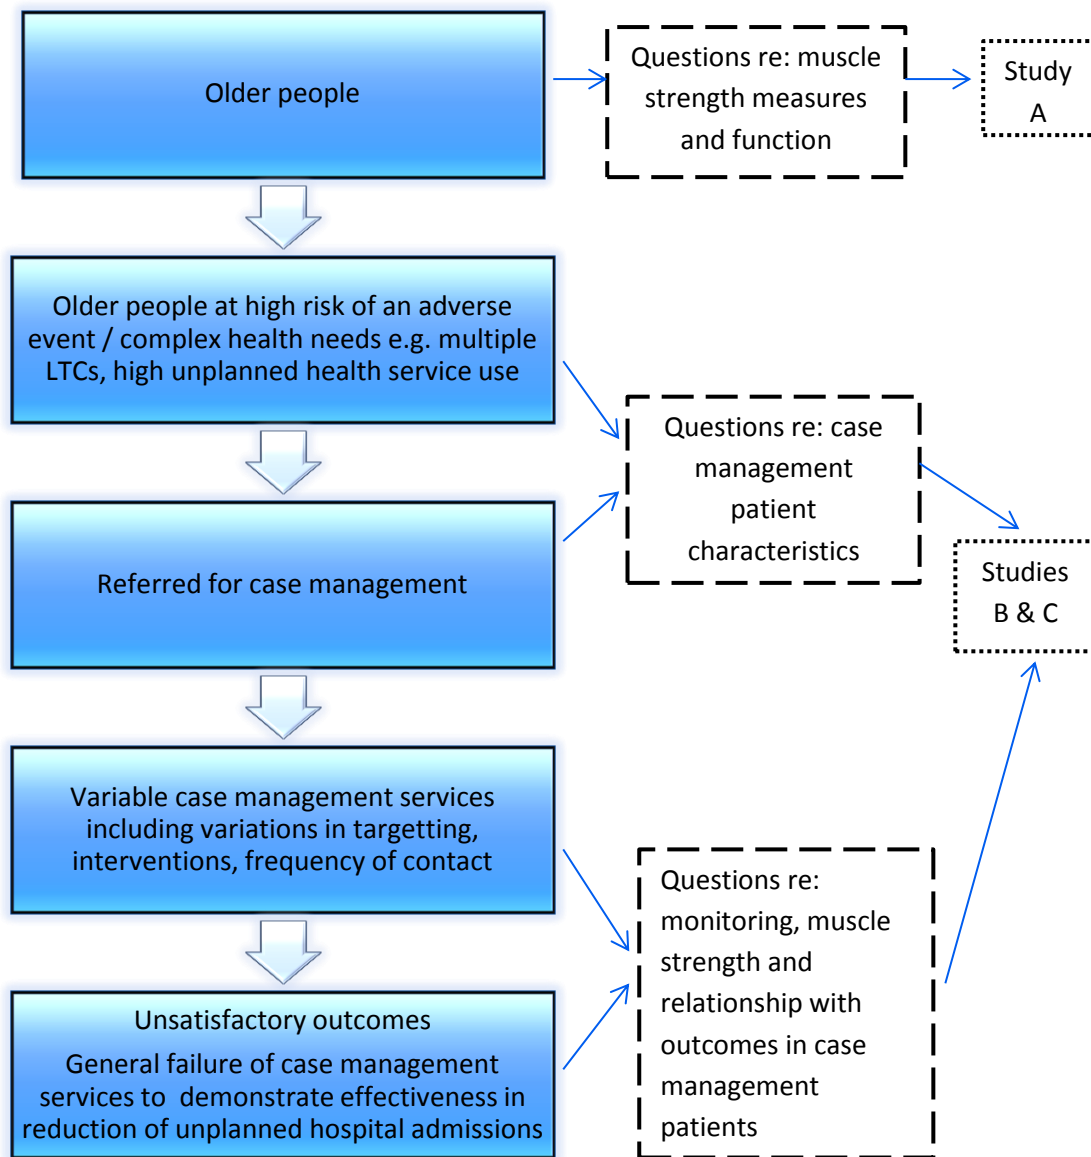 Older people
Questions re: muscle
strength measures
and function
Study
A
Older people at high risk of an adverse
event / complex health needs e.g. multiple
LTCs, high unplanned health service use
Questions re: case
management
patient
characteristics
Referred for case management
Studies
B & C
Variable case management services
including variations in targetting,
interventions, frequency of contact
Questions re:
monitoring, muscle
strength and
relationship with
outcomes in case
management
patients
Unsatisfactory outcomes
General failure of case management
services to demonstrate effectiveness in
reduction of unplanned hospital admissions